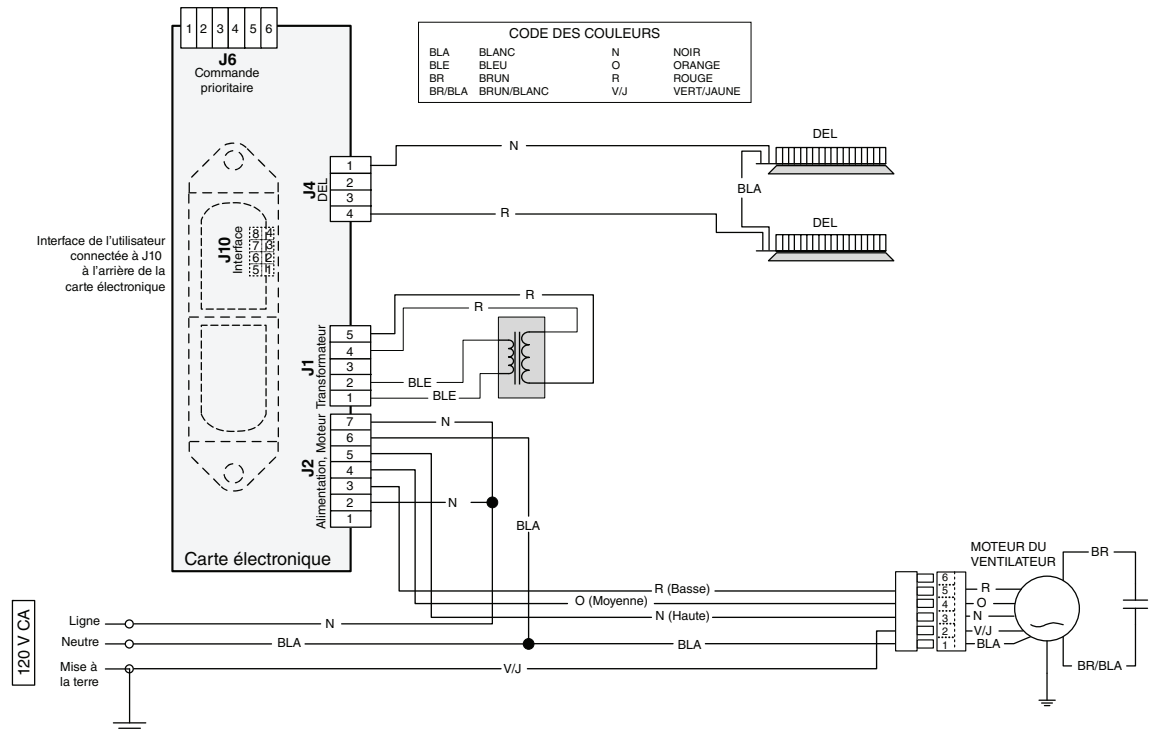 1 2 3 4 5 6
J6
Commande
prioritaire
CODE DES COULEURS
BLA BLANC N NOIR
BLE BLEU O ORANGE
BR BRUN R ROUGE
BR/BLA BRUN/BLANC V/J VERT/JAUNE
Interface de l'utilisateur
connectée à J10
à l'arrière de la
carte électronique
J10
Interface
8 4
7 3
6 2
5 1
J4
DEL
1
2
3
4
N
R
DEL
BLA
DEL
J1
Transformateur
5
4
3
2
1
R
R
BLE
BLE
J2
Alimentation, Moteur
7
6
5
4
3
2
1
N
N
BLA
Carte électronique
120 V CA
Ligne
Neutre
Mise à
la terre
N
BLA
V/J
R (Basse)
O (Moyenne)
N (Haute)
BLA
MOTEUR DU
VENTILATEUR
6
5
4
3
2
1
R
O
N
V/J
BLA
BR
BR/BLA